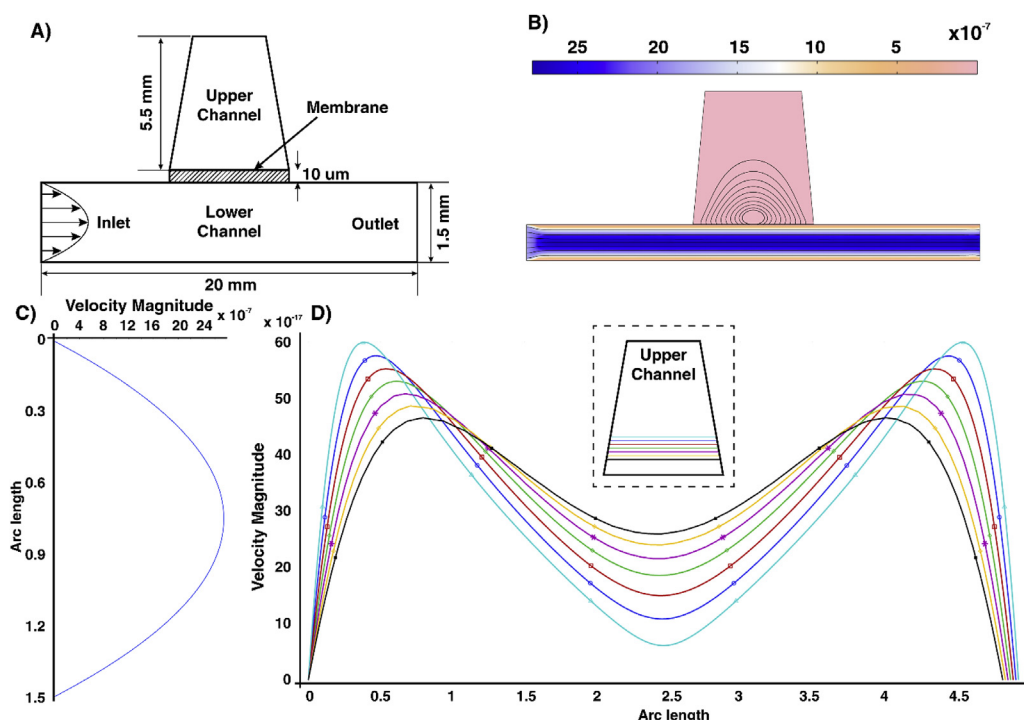 A)
Upper
Channel
Membrane
5.5 mm
10 um
Inlet
Lower
Channel
Outlet
1.5 mm
20 mm
B)
x10-7
25 20 15 10 5
C)
Velocity Magnitude
0 4 8 12 16 20 24 x 10-7
Arc length
0
0.3
0.6
0.9
1.2
1.5
D)
x 10-17
Velocity Magnitude
60
50
40
30
20
10
0
Upper
Channel
0 0.5 1 1.5 2 2.5 3 3.5 4 4.5
Arc length